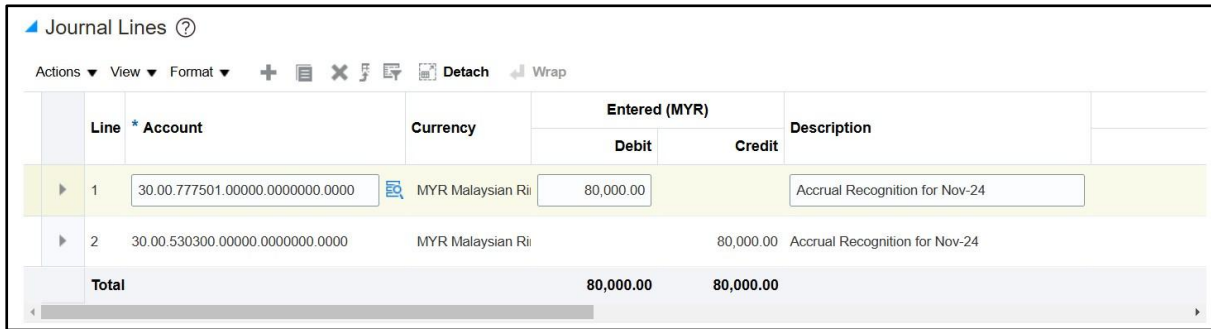 Journal Lines ?
Actions View Format Detach Wrap
Line * Account Currency Entered (MYR) Debit Credit Description
1 30.00.777501.00000.0000000.0000 MYR Malaysian Ri 80,000.00 Accrual Recognition for Nov-24
2 30.00.530300.00000.0000000.0000 MYR Malaysian Ri 80,000.00 Accrual Recognition for Nov-24
Total 80,000.00 80,000.00